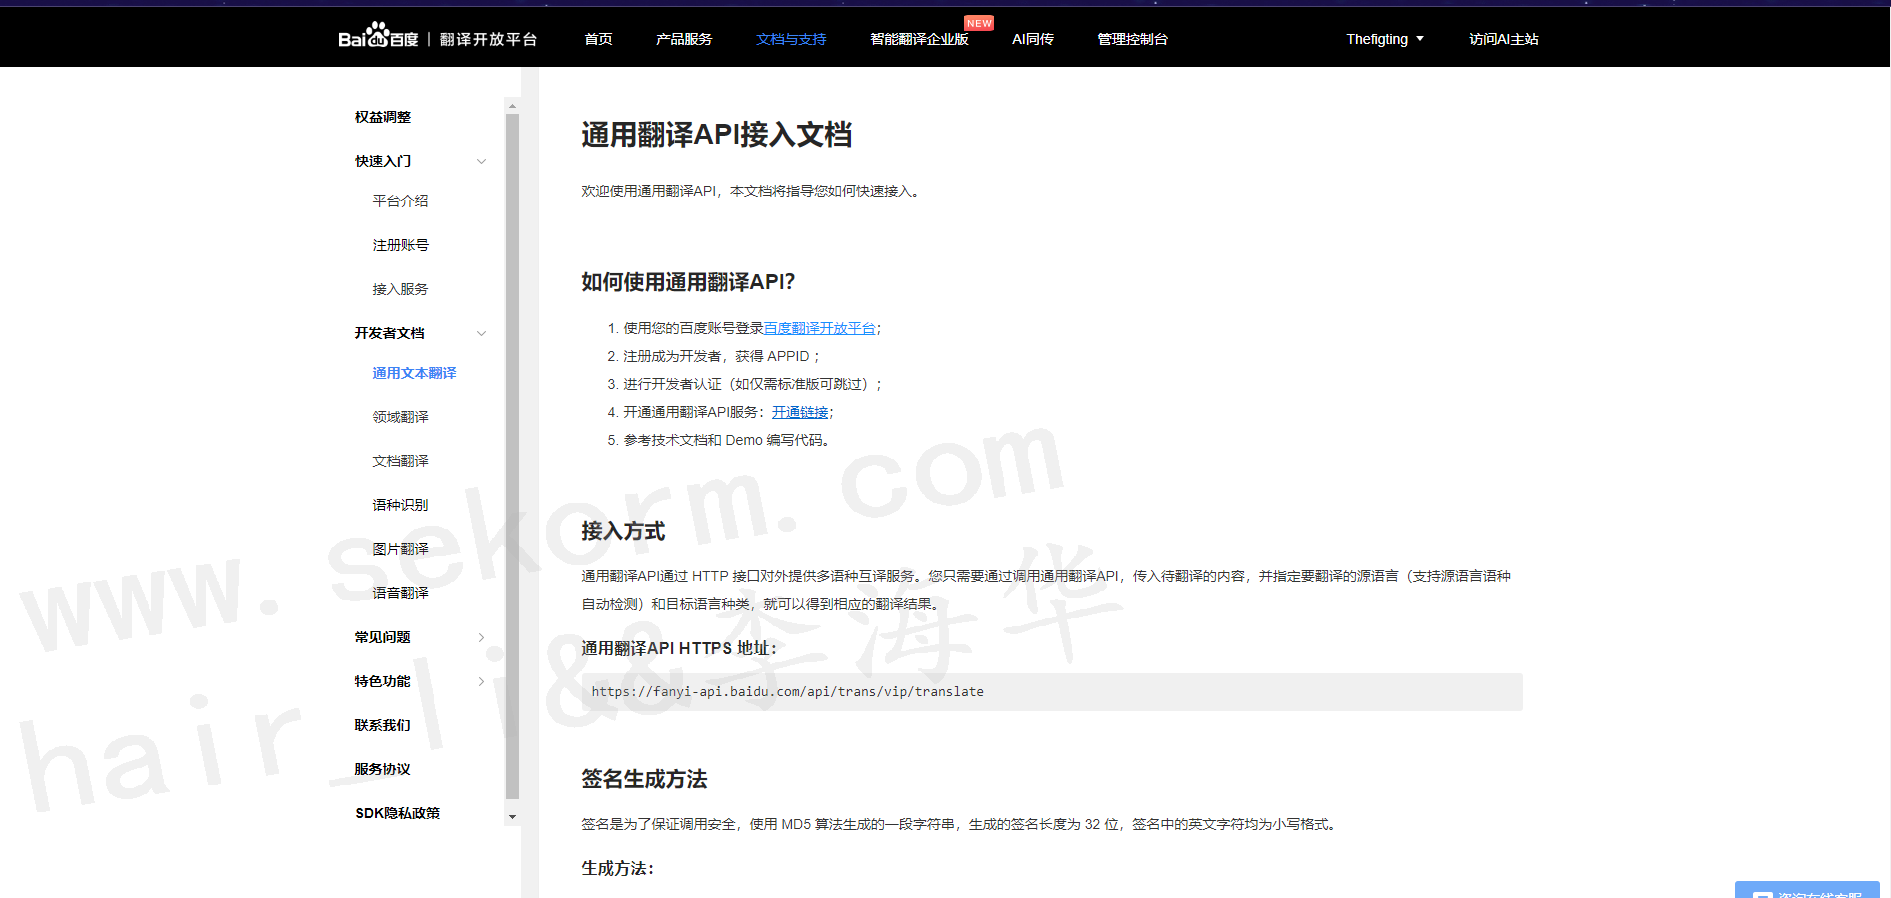 Bai百度 | 翻译开放平台
首页
产品服务
文档与支持
智能翻译企业版
NEW
AI同传
管理控制台
Thefigting
访问AI主站
权益调整
快速入门
平台介绍
注册账号
接入服务
开发者文档
通用文本翻译
领域翻译
文档翻译
语种识别
图片翻译
语音翻译
常见问题
特色功能
联系我们
服务协议
SDK隐私政策
通用翻译API接入文档
欢迎使用通用翻译API，本文档将指导您如何快速接入。
如何使用通用翻译API？
1. 使用您的百度账号登录百度翻译开放平台；
2. 注册成为开发者，获得 APPID ；
3. 进行开发者认证（如仅需标准版可跳过）；
4. 开通通用翻译API服务：开通链接；
5. 参考技术文档和 Demo 编写代码。
接入方式
通用翻译API通过 HTTP 接口对外提供多语种互译服务。您只需要通过调用通用翻译API，传入待翻译的内容，并指定要翻译的源语言（支持源语言语种
自动检测）和目标语言种类，就可以得到相应的翻译结果。
通用翻译API HTTPS 地址：
https://fanyi-api.baidu.com/api/trans/vip/translate
签名生成方法
签名是为了保证调用安全，使用 MD5 算法生成的一段字符串，生成的签名长度为 32 位，签名中的英文字符均为小写格式。
生成方法：
咨询在线客服
www.sekorm.com
hair_li&&李海华